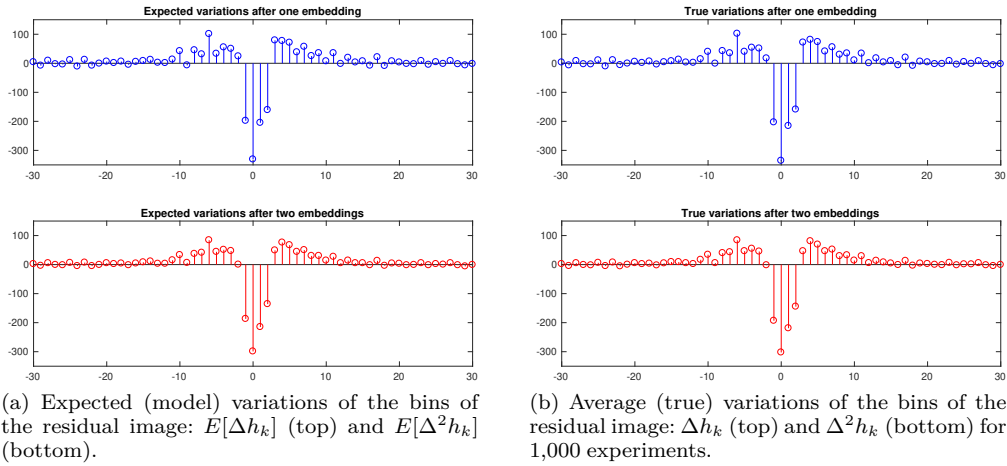 Expected variations after one embedding
100
0
-100
-200
-300
-30 -20 -10 0 10 20 30
Expected variations after two embeddings
100
0
-100
-200
-300
-30 -20 -10 0 10 20 30
(a) Expected (model) variations of the bins of
the residual image: E[Δh_k] (top) and E[Δ²h_k]
(bottom).
True variations after one embedding
100
0
-100
-200
-300
-30 -20 -10 0 10 20 30
True variations after two embeddings
100
0
-100
-200
-300
-30 -20 -10 0 10 20 30
(b) Average (true) variations of the bins of the
residual image: Δh_k (top) and Δ²h_k (bottom) for
1,000 experiments.